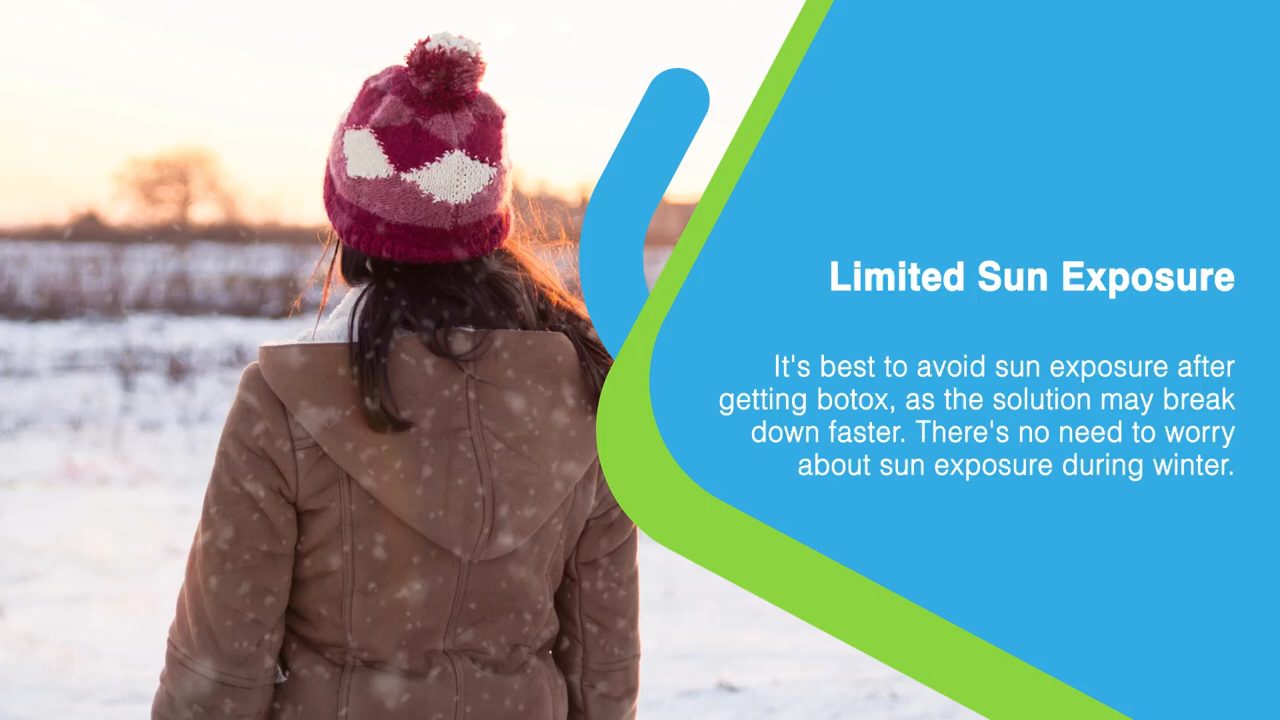 Limited Sun Exposure
It's best to avoid sun exposure after
getting botox, as the solution may break
down faster. There's no need to worry
about sun exposure during winter.